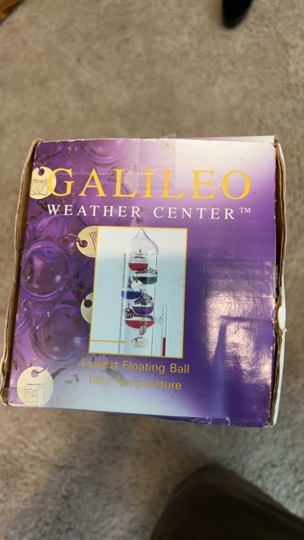 GALILEO
WEATHER CENTER™
Lowest Floating Ball
Tells Temperature